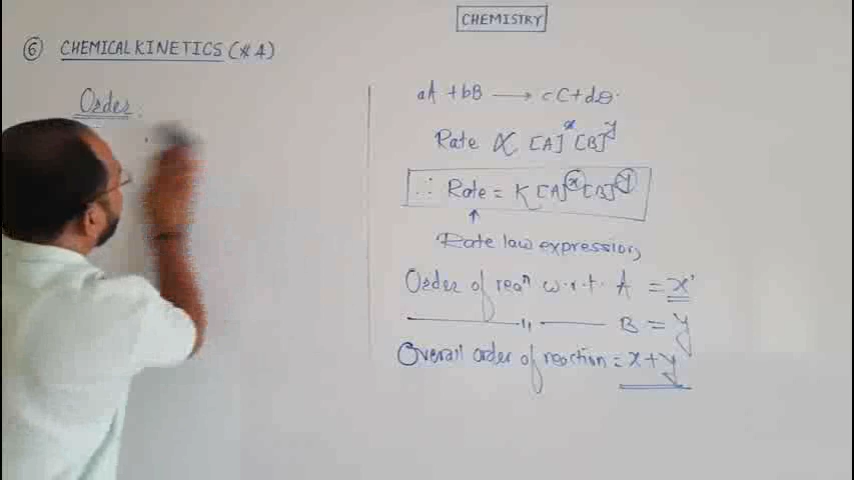 CHEMISTRY
⑥ CHEMICAL KINETICS (# 4)
Order:
aA + bB ⟶ cC + dD.
Rate ∝ [A]ˣ [B]ʸ
∴ Rate = K [A]ˣ [B]ʸ
↑
Rate law expression,
Order of reaⁿ w.r.t. A = x'
———— 〃 ———— B = y
Overall order of reaction = x+y